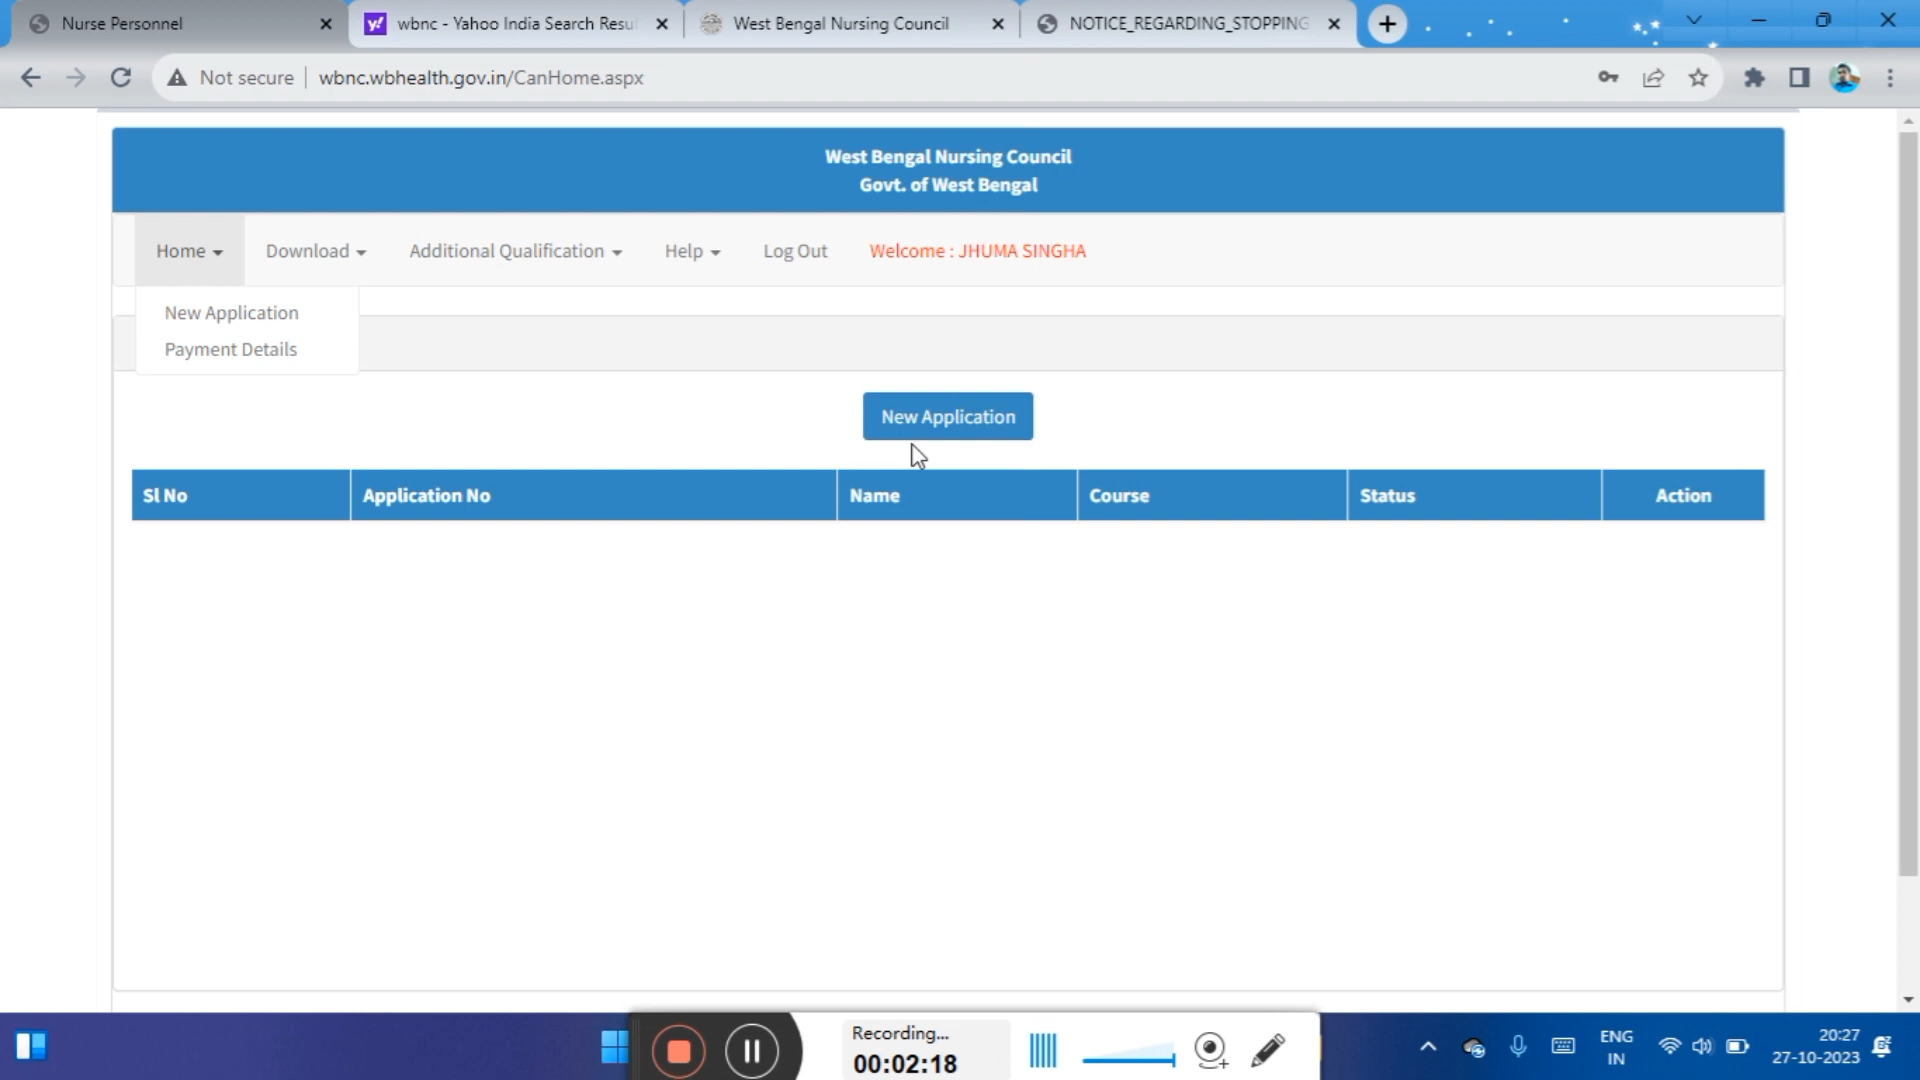 Nurse Personnel
wbnc - Yahoo India Search Resu
West Bengal Nursing Council
NOTICE_REGARDING_STOPPING
Not secure
wbnc.wbhealth.gov.in/CanHome.aspx
West Bengal Nursing Council
Govt. of West Bengal
Home
Download
Additional Qualification
Help
Log Out
Welcome : JHUMA SINGHA
New Application
Payment Details
New Application
Sl No
Application No
Name
Course
Status
Action
Recording...
00:02:18
ENG
IN
20:27
27-10-2023